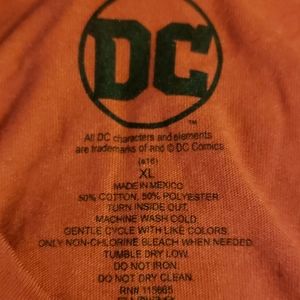 DC
All DC characters and elements
are trademarks of and © DC Comics.
(s16)
XL
MADE IN MEXICO
50% COTTON, 50% POLYESTER
TURN INSIDE OUT.
MACHINE WASH COLD
GENTLE CYCLE WITH LIKE COLORS.
ONLY NON-CHLORINE BLEACH WHEN NEEDED.
TUMBLE DRY LOW.
DO NOT IRON.
DO NOT DRY CLEAN.
RN# 115665